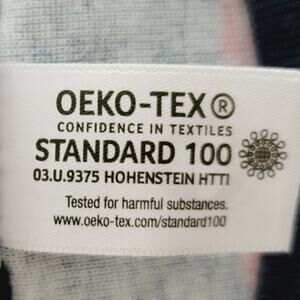 OEKO-TEX®
CONFIDENCE IN TEXTILES
STANDARD 100
03.U.9375 HOHENSTEIN HTTI
Tested for harmful substances.
www.oeko-tex.com/standard100